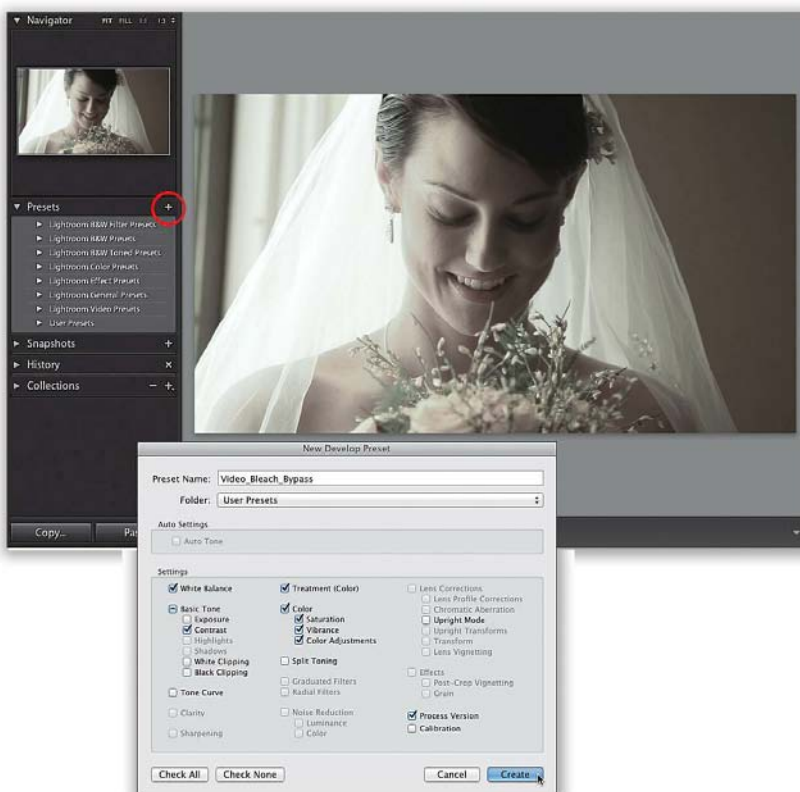 Navigator FIT FILL 1:1 1:3
Presets +
Lightroom B&W Filter Presets
Lightroom B&W Presets
Lightroom B&W Toned Presets
Lightroom Color Presets
Lightroom Effect Presets
Lightroom General Presets
Lightroom Video Presets
User Presets
Snapshots +
History ×
Collections − +
Copy...
Pas
New Develop Preset
Preset Name: Video_Bleach_Bypass
Folder: User Presets
Auto Settings
Auto Tone
Settings
White Balance
Basic Tone
Exposure
Contrast
Highlights
Shadows
White Clipping
Black Clipping
Tone Curve
Clarity
Sharpening
Treatment (Color)
Color
Saturation
Vibrance
Color Adjustments
Split Toning
Graduated Filters
Radial Filters
Noise Reduction
Luminance
Color
Lens Corrections
Lens Profile Corrections
Chromatic Aberration
Upright Mode
Upright Transforms
Transform
Lens Vignetting
Effects
Post-Crop Vignetting
Grain
Process Version
Calibration
Check All Check None Cancel Create